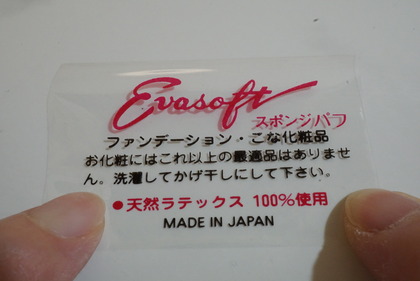 Evasoft
スポンジパフ
ファンデーション・こな化粧品
お化粧にはこれ以上の最適品はありませ
ん。洗濯してかげ干しにして下さい。
●天然ラテックス 100%使用
MADE IN JAPAN